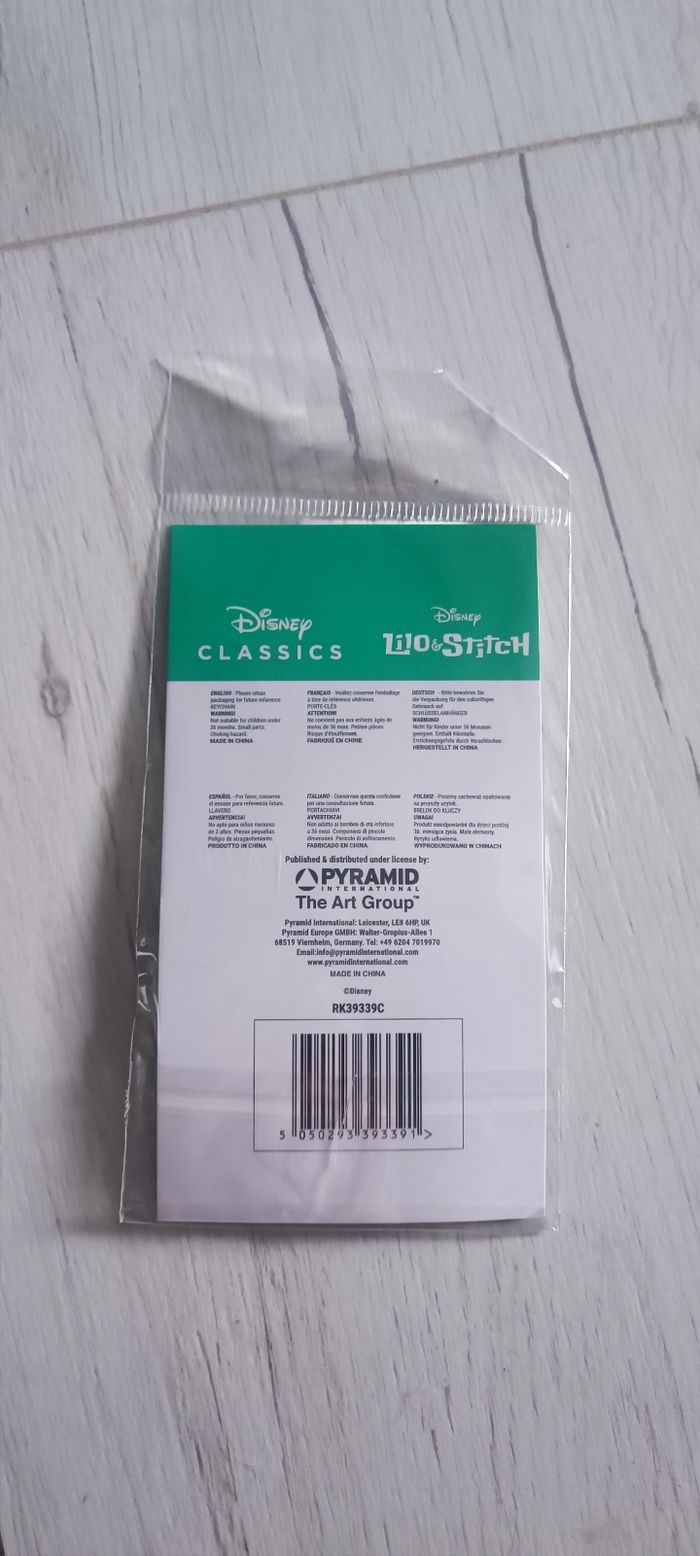 Disney
CLASSICS
Disney
Lilo & Stitch
ENGLISH - Please retain
packaging for future reference.
KEYCHAIN
WARNING!
Not suitable for children under
36 months. Small parts.
Choking hazard.
MADE IN CHINA
FRANÇAIS - Veuillez conserver l'emballage
à titre de référence ultérieure.
PORTE-CLÉS
ATTENTION!
Ne convient pas aux enfants âgés de
moins de 36 mois. Petites pièces.
Risque d'étouffement.
FABRIQUÉ EN CHINE
DEUTSCH - Bitte bewahren Sie
die Verpackung für den zukünftigen
Gebrauch auf.
SCHLÜSSELANHÄNGER
WARNUNG!
Nicht für Kinder unter 36 Monaten
geeignet. Enthält Kleinteile.
Erstickungsgefahr durch Verschlucken.
HERGESTELLT IN CHINA
ESPAÑOL - Por favor, conserve
el envase para referencia futura.
LLAVERO
ADVERTENCIA!
No apto para niños menores
de 3 años. Piezas pequeñas
Peligro de atragantamiento.
PRODOTTO IN CHINA
ITALIANO - Conservare questa confezione
per una consultazione futura.
PORTACHIAVI
AVVERTENZA!
Non adatto ai bambini di età inferiore
a 36 mesi. Componenti di piccole
dimensioni. Pericolo di soffocamento.
FABRICADO EN CHINA
POLSKIE - Prosimy zachować opakowanie
na przyszły użytek.
BRELOK DO KLUCZY
UWAGA!
Produkt nieodpowiedni dla dzieci poniżej
36. miesiąca życia. Małe elementy.
Ryzyko udławienia.
WYPRODUKOWANO W CHINACH
Published & distributed under license by:
PYRAMID
INTERNATIONAL
The Art Group™
Pyramid International: Leicester, LE8 6HP, UK
Pyramid Europe GMBH: Walter-Gropius-Allee 1
68519 Viernheim, Germany. Tel: +49 6204 7019970
Email:info@pyramidinternational.com
www.pyramidinternational.com
MADE IN CHINA
©Disney
RK39339C
5 050293 393391 >